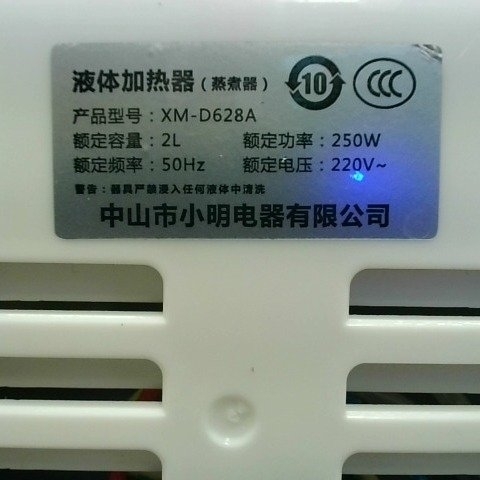 液体加热器（蒸煮器） 10 CCC
产品型号：XM-D628A
额定容量：2L 额定功率：250W
额定频率：50Hz 额定电压：220V~
警告：器具严禁浸入任何液体中清洗
中山市小明电器有限公司